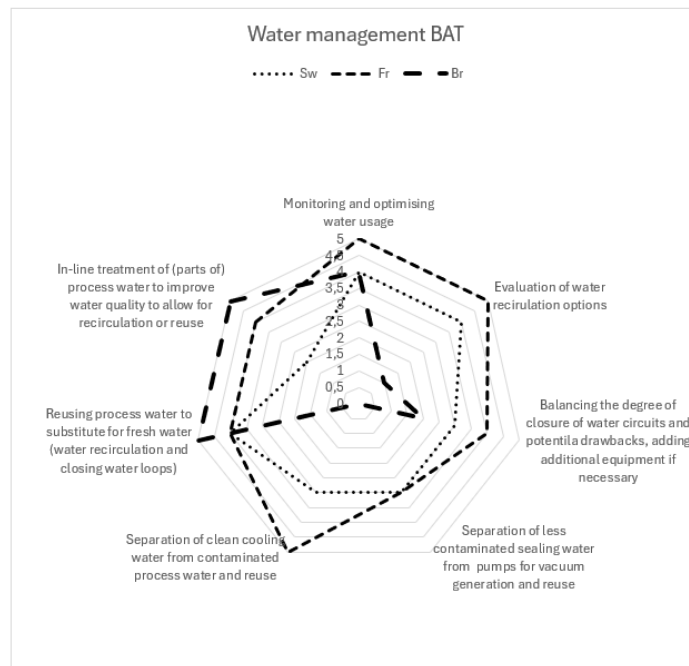 Water management BAT
Sw Fr Br
Monitoring and optimising
water usage
Evaluation of water
recirulation options
Balancing the degree of
closure of water circuits and
potentila drawbacks, adding
additional equipment if
necessary
Separation of less
contaminated sealing water
from pumps for vacuum
generation and reuse
Separation of clean cooling
water from contaminated
process water and reuse
Reusing process water to
substitute for fresh water
(water recirculation and
closing water loops)
In-line treatment of (parts of)
process water to improve
water quality to allow for
recirculation or reuse
5
4,5
4
3,5
3
2,5
2
1,5
1
0,5
0